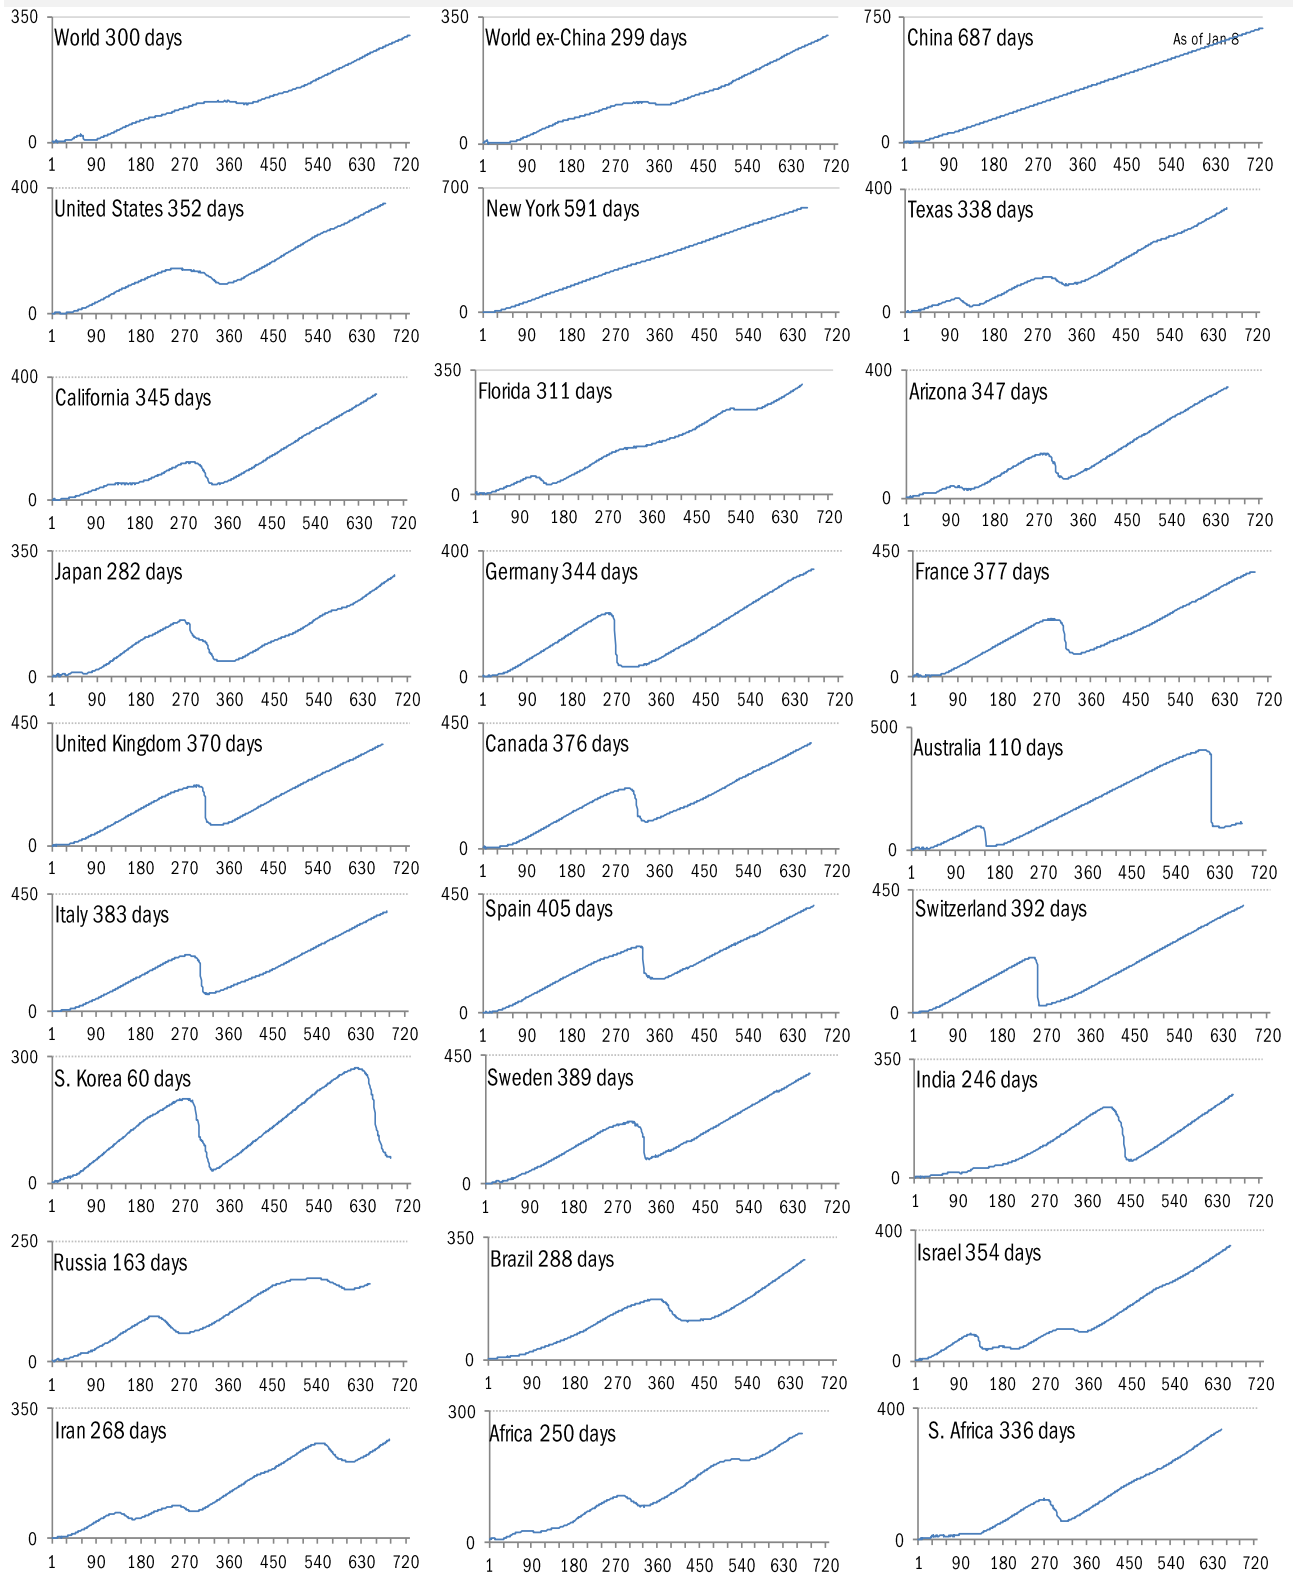 350 350 750
World 300 days World ex-China 299 days China 687 days As of Jan 8
0 0 0
1 90 180 270 360 450 540 630 720 1 90 180 270 360 450 540 630 720 1 90 180 270 360 450 540 630 720
400 700 400
United States 352 days New York 591 days Texas 338 days
0 0 0
1 90 180 270 360 450 540 630 720 1 90 180 270 360 450 540 630 720 1 90 180 270 360 450 540 630 720
400 350 400
California 345 days Florida 311 days Arizona 347 days
0 0 0
1 90 180 270 360 450 540 630 720 1 90 180 270 360 450 540 630 720 1 90 180 270 360 450 540 630 720
350 400 450
Japan 282 days Germany 344 days France 377 days
0 0 0
1 90 180 270 360 450 540 630 720 1 90 180 270 360 450 540 630 720 1 90 180 270 360 450 540 630 720
450 450 500
United Kingdom 370 days Canada 376 days Australia 110 days
0 0 0
1 90 180 270 360 450 540 630 720 1 90 180 270 360 450 540 630 720 1 90 180 270 360 450 540 630 720
450 450 450
Italy 383 days Spain 405 days Switzerland 392 days
0 0 0
1 90 180 270 360 450 540 630 720 1 90 180 270 360 450 540 630 720 1 90 180 270 360 450 540 630 720
300 450 350
S. Korea 60 days Sweden 389 days India 246 days
0 0 0
1 90 180 270 360 450 540 630 720 1 90 180 270 360 450 540 630 720 1 90 180 270 360 450 540 630 720
250 350 400
Russia 163 days Brazil 288 days Israel 354 days
0 0 0
1 90 180 270 360 450 540 630 720 1 90 180 270 360 450 540 630 720 1 90 180 270 360 450 540 630 720
350 300 400
Iran 268 days Africa 250 days S. Africa 336 days
0 0 0
1 90 180 270 360 450 540 630 720 1 90 180 270 360 450 540 630 720 1 90 180 270 360 450 540 630 720